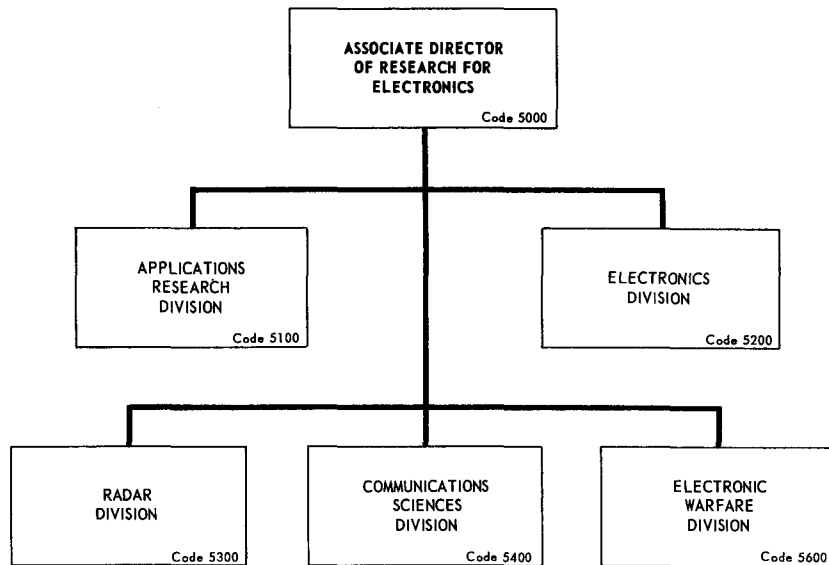 ASSOCIATE DIRECTOR
OF RESEARCH FOR
ELECTRONICS
Code 5000
APPLICATIONS
RESEARCH
DIVISION
Code 5100
ELECTRONICS
DIVISION
Code 5200
RADAR
DIVISION
Code 5300
COMMUNICATIONS
SCIENCES
DIVISION
Code 5400
ELECTRONIC
WARFARE
DIVISION
Code 5600